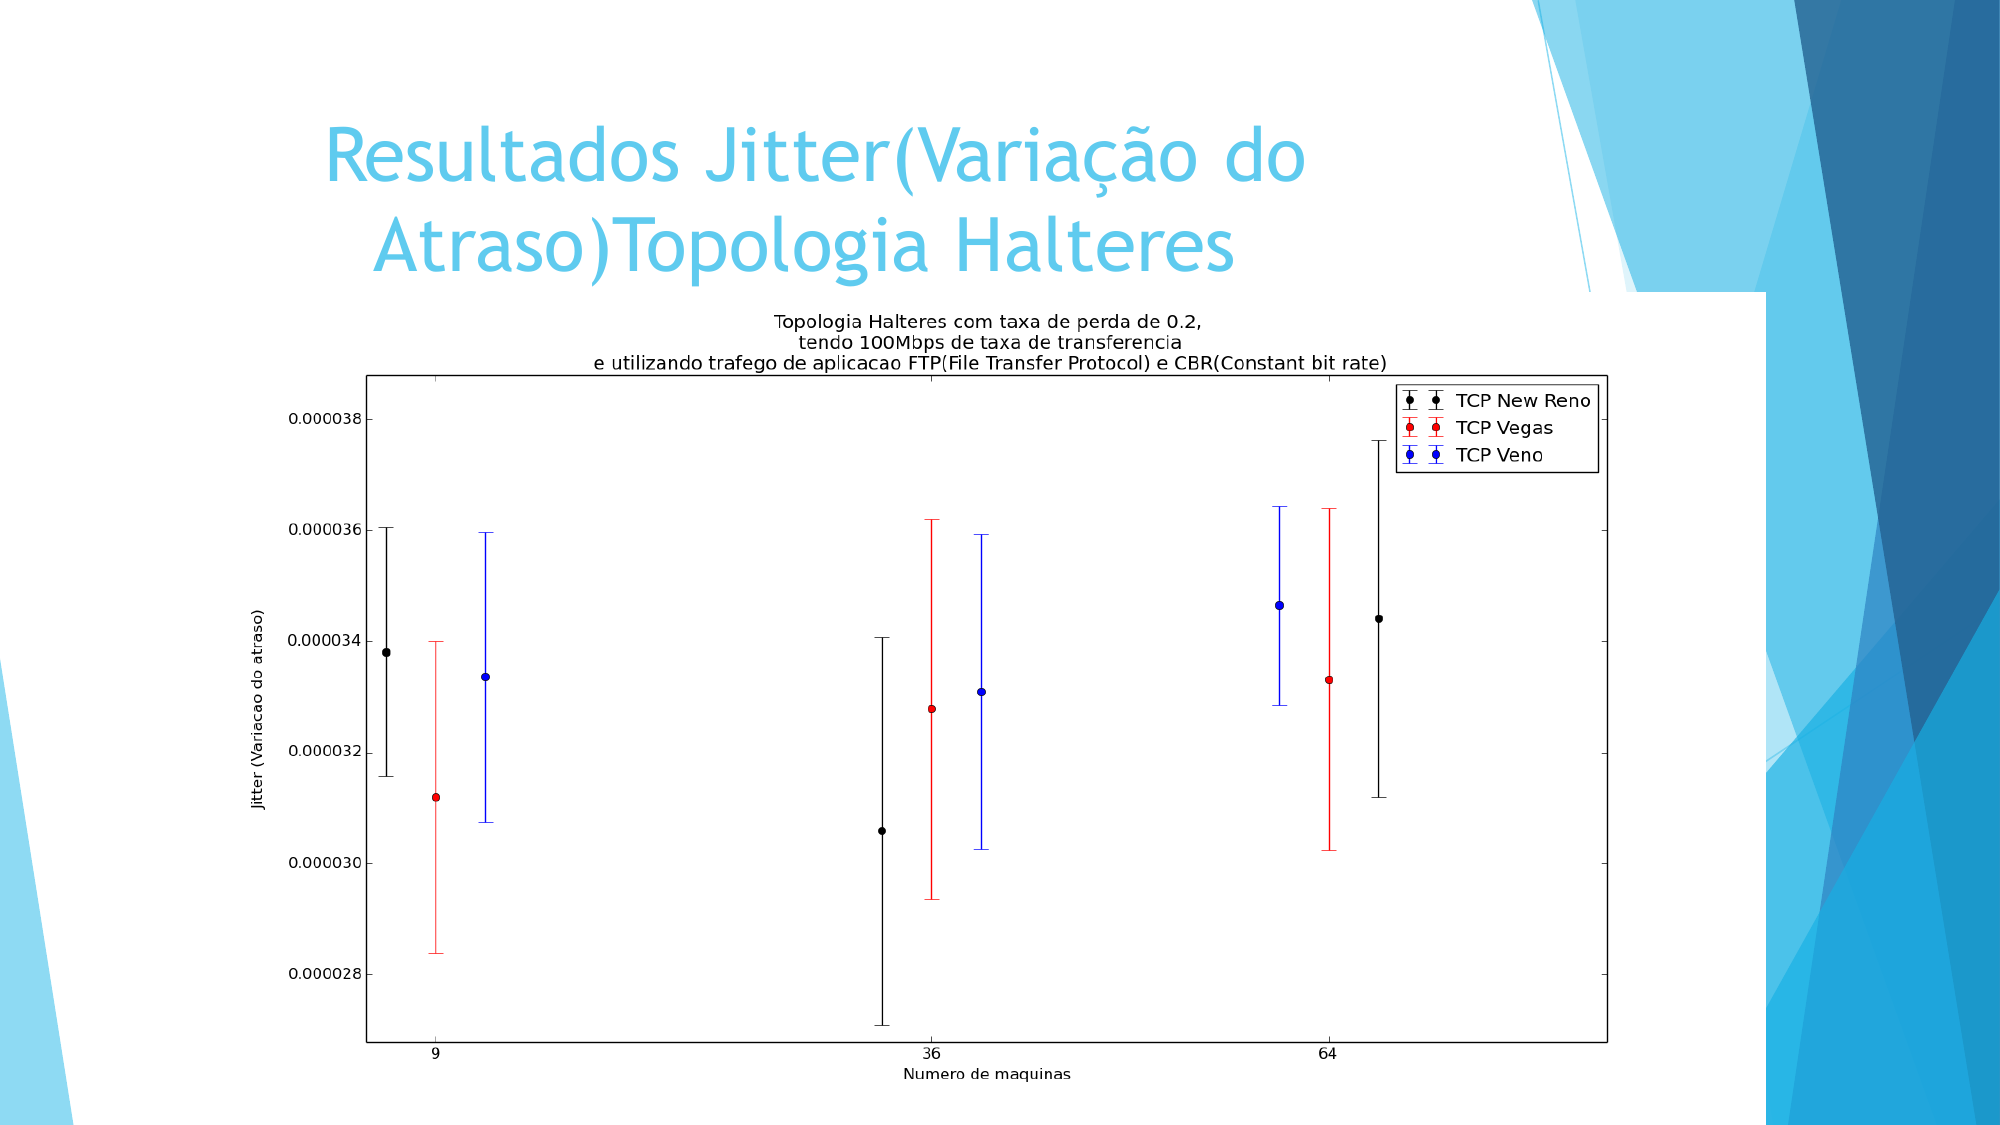 Resultados Jitter(Variação do
Atraso)Topologia Halteres
Topologia Halteres com taxa de perda de 0.2,
tendo 100Mbps de taxa de transferencia
e utilizando trafego de aplicacao FTP(File Transfer Protocol) e CBR(Constant bit rate)
TCP New Reno
TCP Vegas
TCP Veno
0.000038
0.000036
0.000034
0.000032
0.000030
0.000028
Jitter (Variacao do atraso)
9 36 64
Numero de maquinas